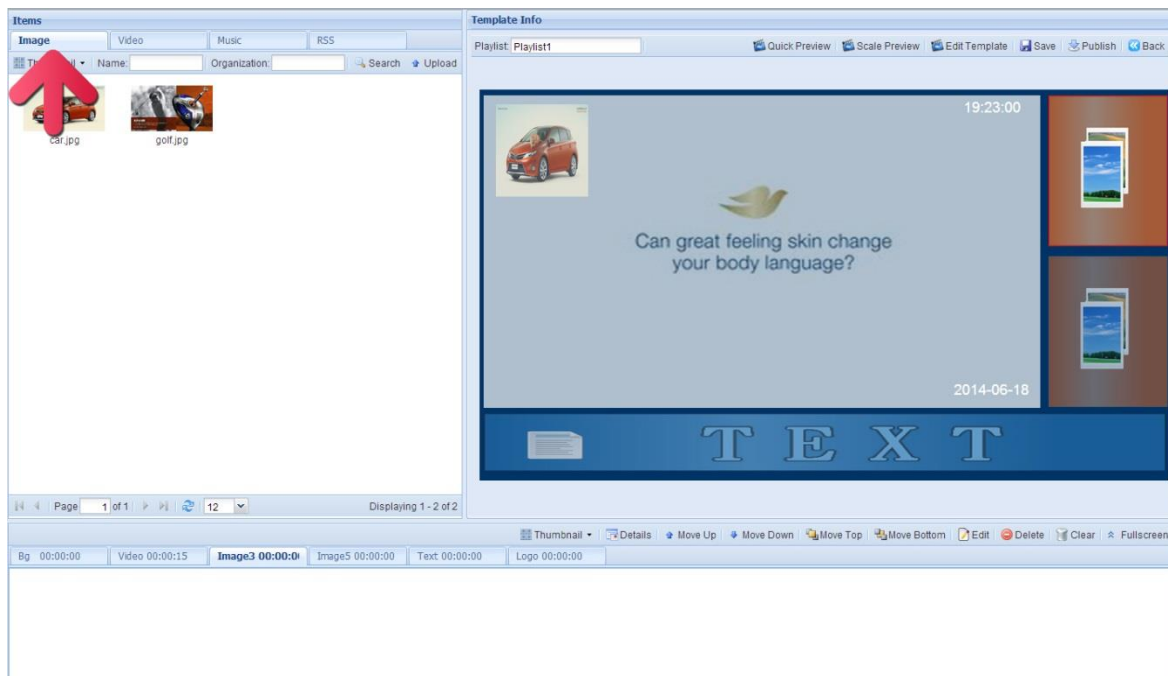 Items
Image Video Music RSS
Name: Organization: Search Upload
car.jpg golf.jpg
Page 1 of 1 12 Displaying 1 - 2 of 2
Template Info
Playlist: Playlist1 Quick Preview Scale Preview Edit Template Save Publish Back
19:23:00
Can great feeling skin change
your body language?
2014-06-18
TEXT
Thumbnail Details Move Up Move Down Move Top Move Bottom Edit Delete Clear Fullscreen
Bg 00:00:00 Video 00:00:15 Image3 00:00:0 Image5 00:00:00 Text 00:00:00 Logo 00:00:00